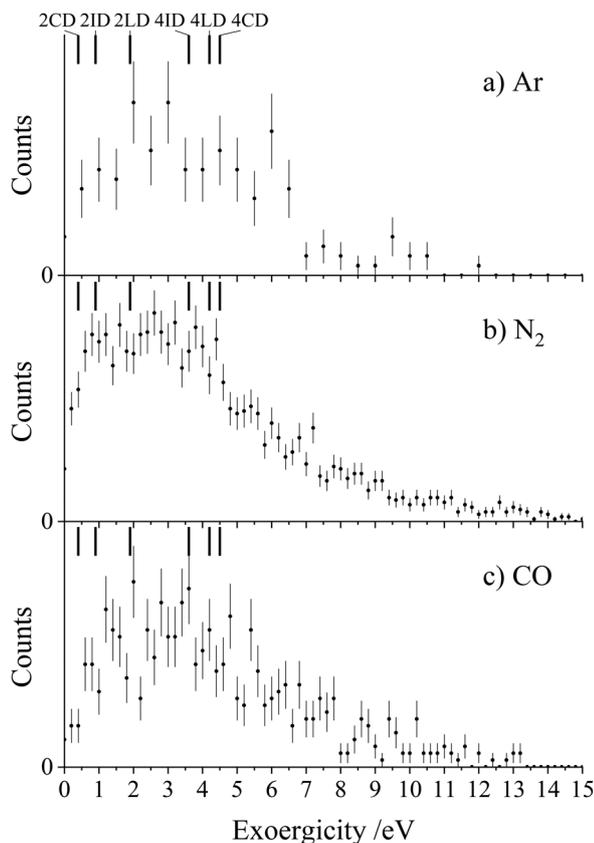 2CD 2ID 2LD 4ID 4LD 4CD
a) Ar
Counts
0
b) N₂
Counts
0
c) CO
Counts
0
0 1 2 3 4 5 6 7 8 9 10 11 12 13 14 15
Exoergicity /eV